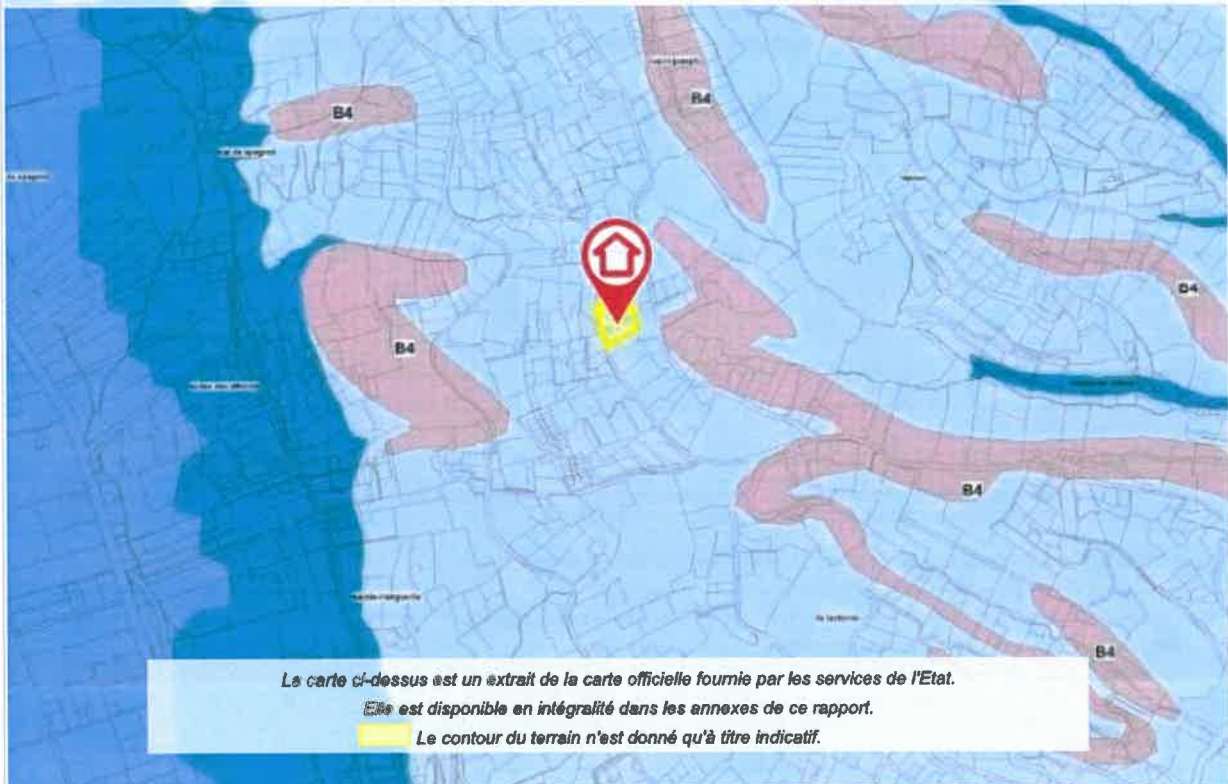 B4
B4
B4
B4
B4
B4
La carte ci-dessus est un extrait de la carte officielle fournie par les services de l'Etat.
Elle est disponible en intégralité dans les annexes de ce rapport.
Le contour du terrain n'est donné qu'à titre indicatif.